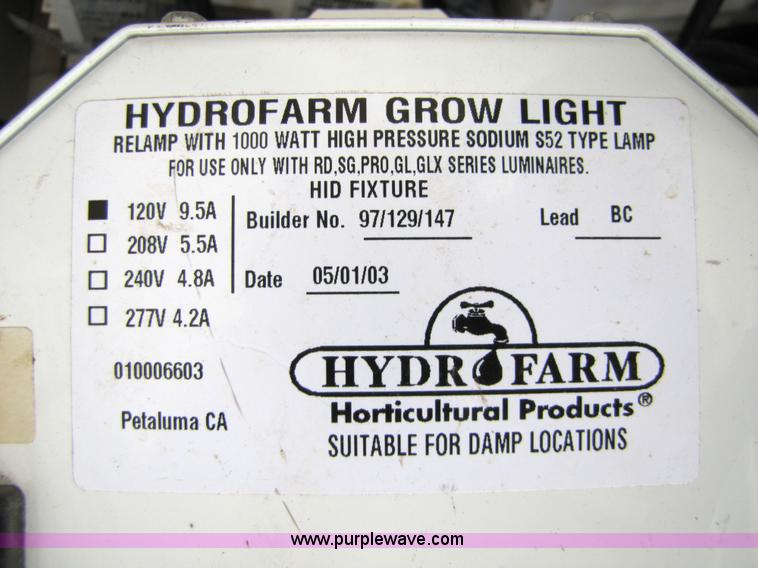 HYDROFARM GROW LIGHT
RELAMP WITH 1000 WATT HIGH PRESSURE SODIUM S52 TYPE LAMP
FOR USE ONLY WITH RD,SG,PRO,GL,GLX SERIES LUMINAIRES.
HID FIXTURE
120V 9.5A
208V 5.5A
240V 4.8A
277V 4.2A
Builder No. 97/129/147 Lead BC
Date 05/01/03
010006603
Petaluma CA
HYDROFARM
Horticultural Products®
SUITABLE FOR DAMP LOCATIONS
www.purplewave.com